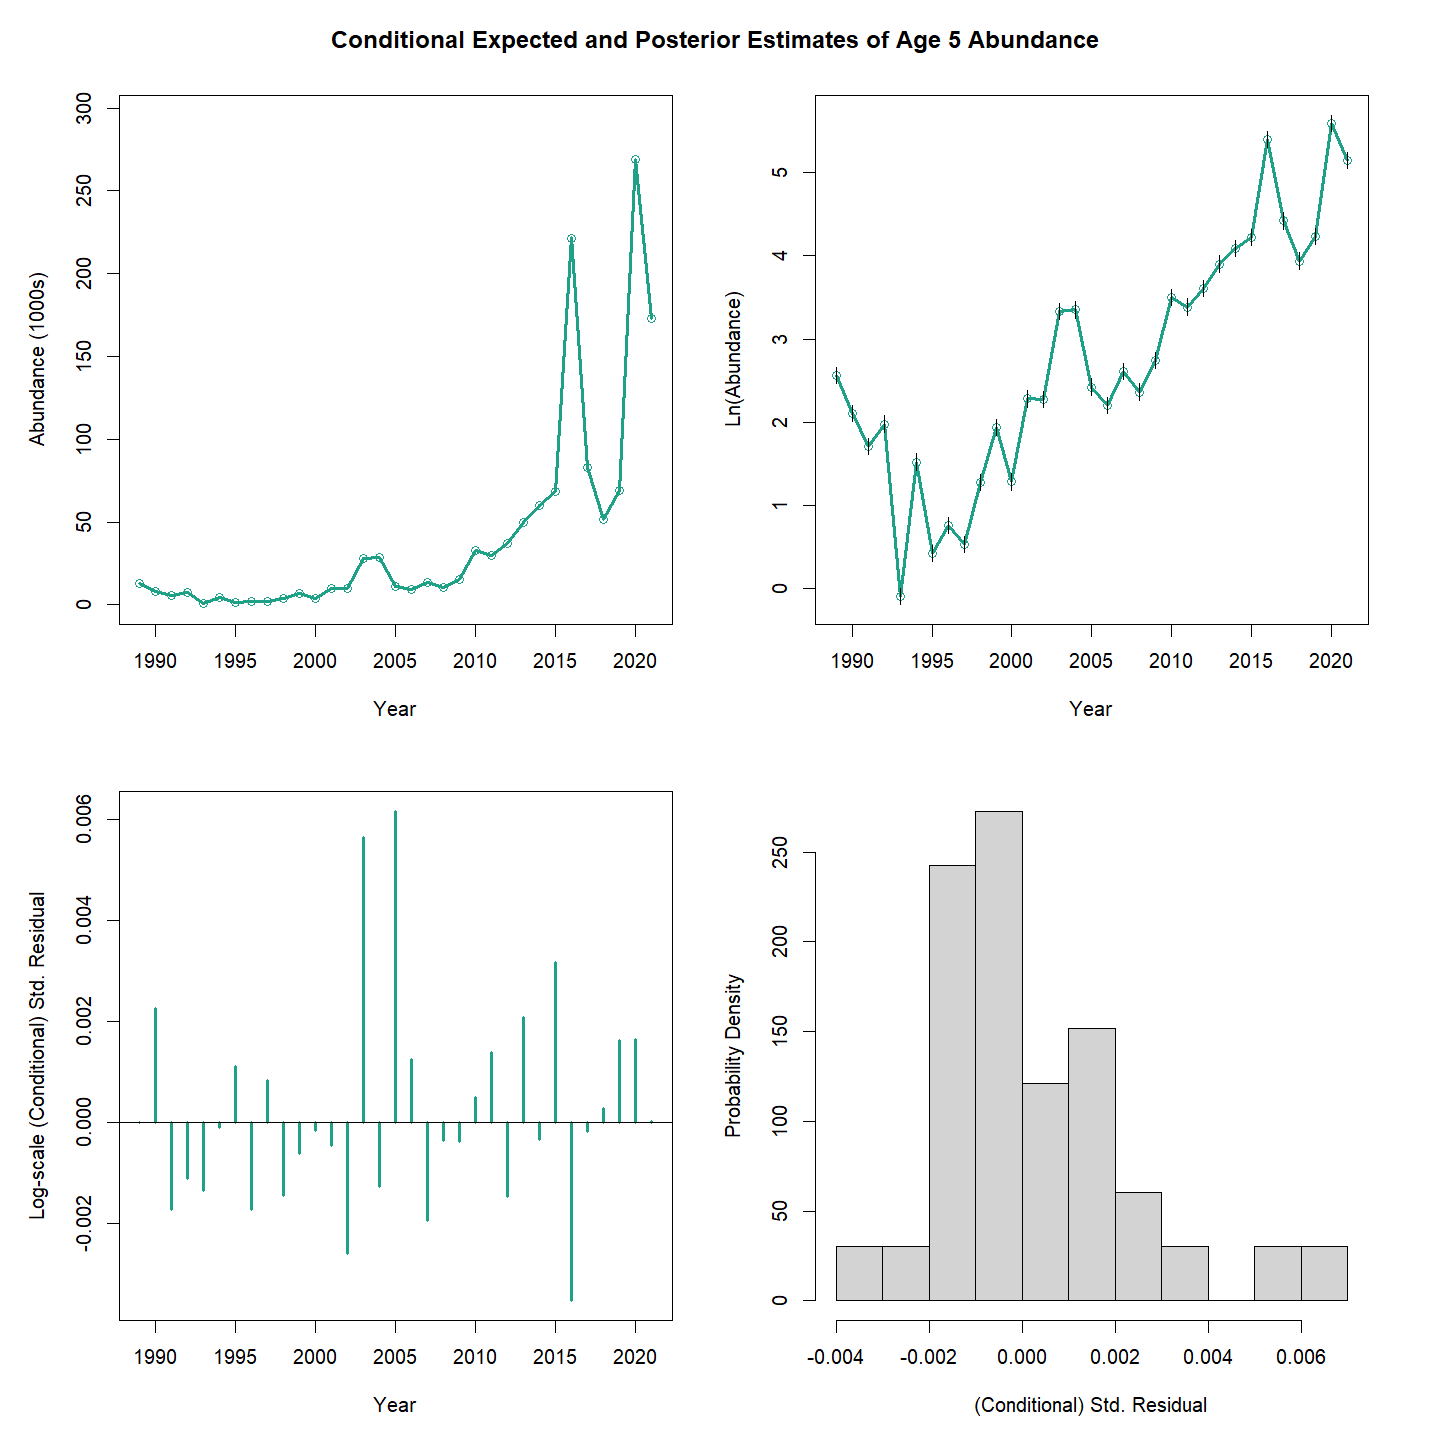 Conditional Expected and Posterior Estimates of Age 5 Abundance
Abundance (1000s)
300
250
200
150
100
50
0
1990 1995 2000 2005 2010 2015 2020
Year
Ln(Abundance)
5
4
3
2
1
0
1990 1995 2000 2005 2010 2015 2020
Year
Log-scale (Conditional) Std. Residual
0.006
0.004
0.002
0.000
-0.002
1990 1995 2000 2005 2010 2015 2020
Year
Probability Density
250
200
150
100
50
0
-0.004 -0.002 0.000 0.002 0.004 0.006
(Conditional) Std. Residual